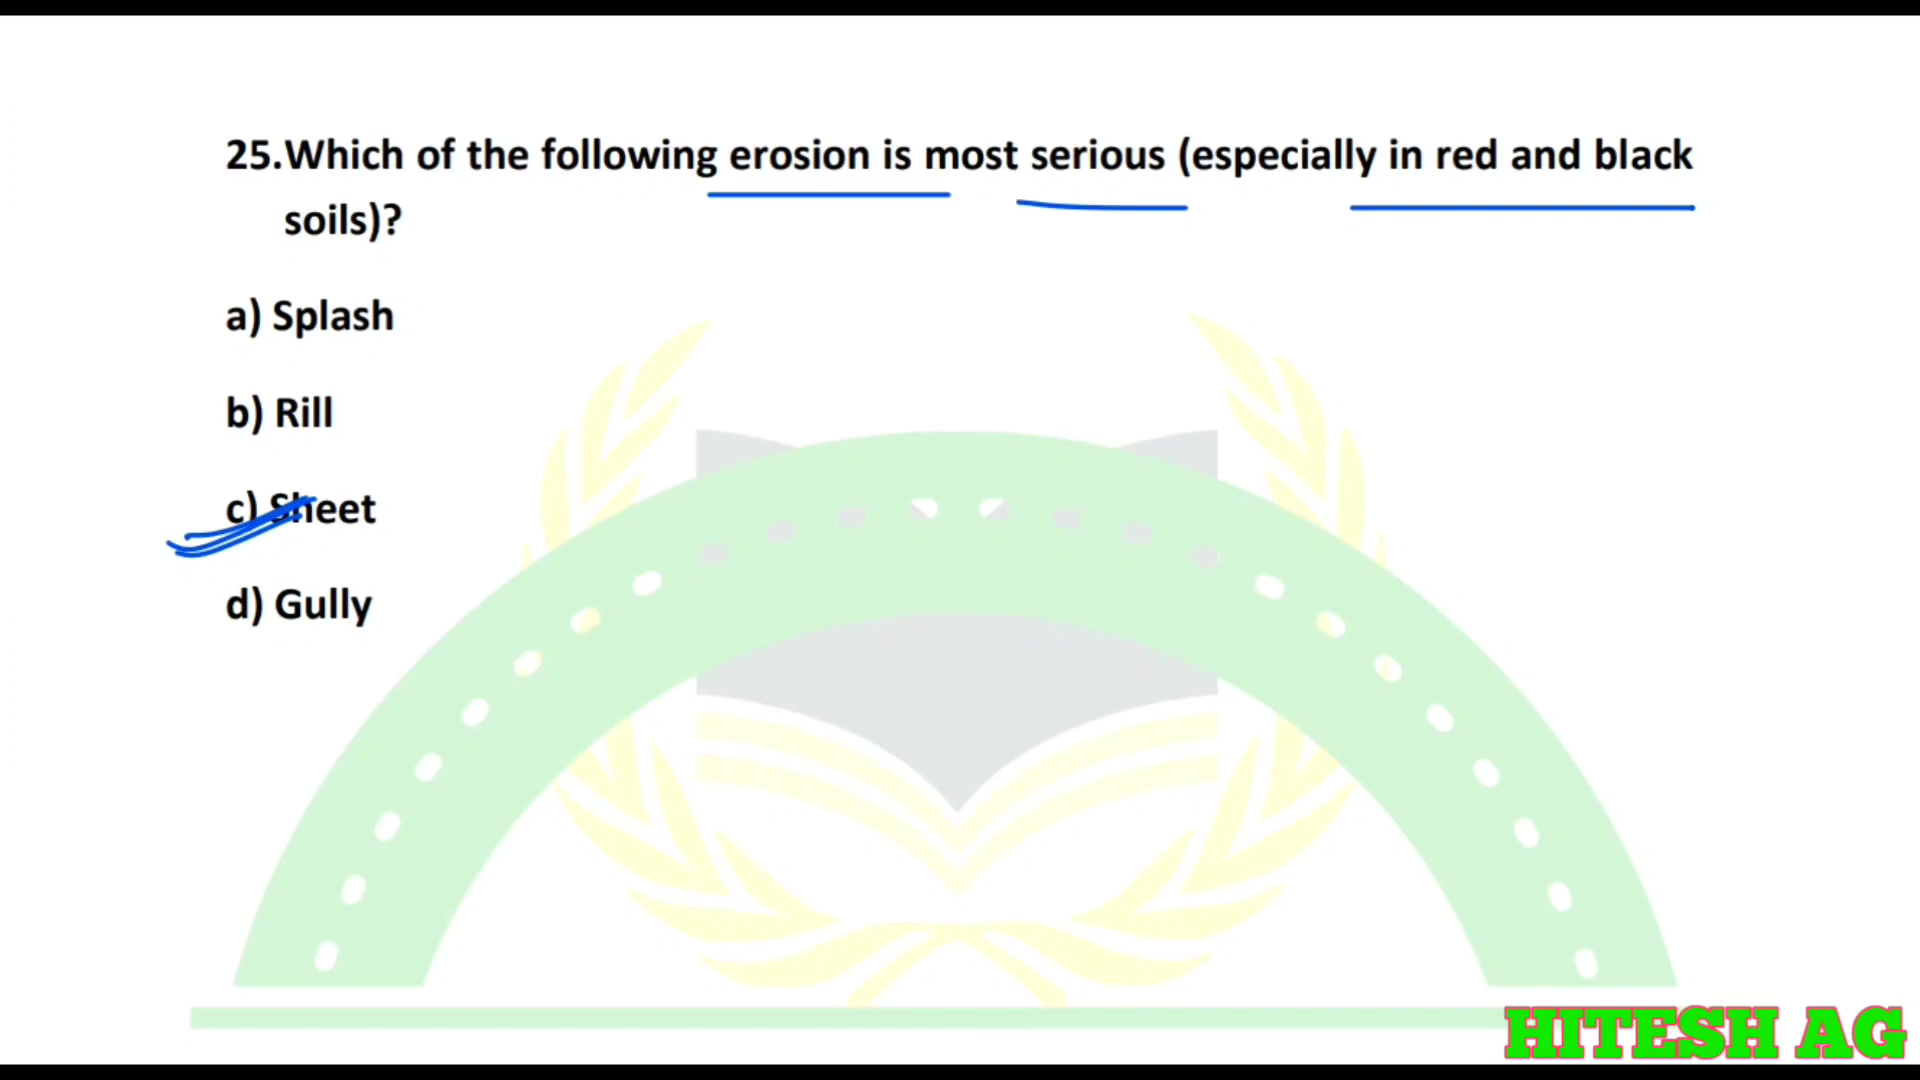 25.Which of the following erosion is most serious (especially in red and black
soils)?
a) Splash
b) Rill
c) Sheet
d) Gully
HITESH AG